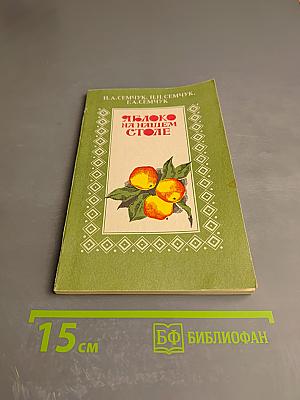 П.А.СЕМЧУК, Н.П.СЕМЧУК,
Г.А.СЕМЧУК
ЯБЛОКО
НА НАШЕМ
СТОЛЕ
15 см
БФ БИБЛИОФАН